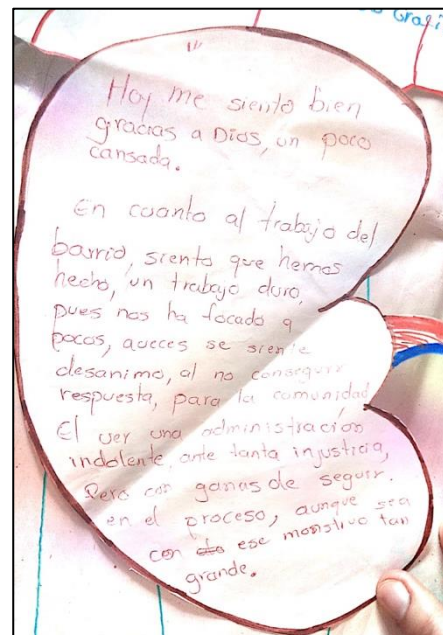 Hoy me siento bien
gracias a Dios, un poco
cansada.
En cuanto al trabajo del
barrio, siento que hemos
hecho, un trabajo duro,
pues nos ha tocado a
pocos, aveces se siente
desanimo, al no conseguir
respuesta, para la comunidad
El ver una administración
indolente, ante tanta injusticia,
Pero con ganas de seguir.
en el proceso, aunque sea
con ese monstruo tan
grande.